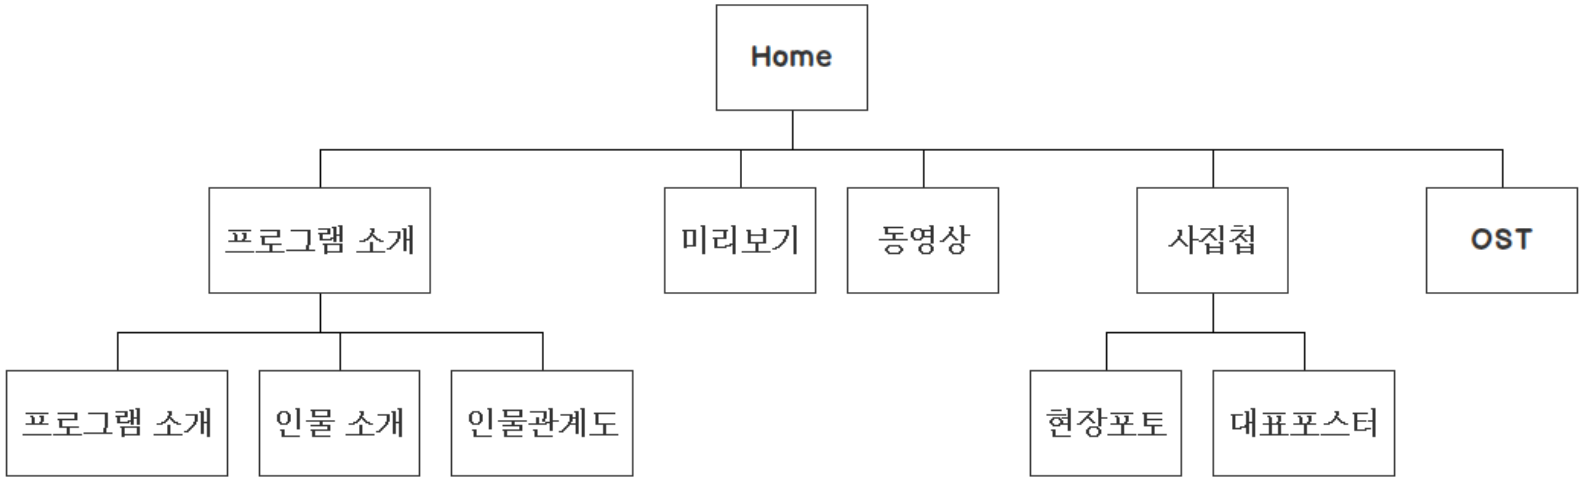 Home
프로그램 소개
미리보기
동영상
사집첩
OST
프로그램 소개
인물 소개
인물관계도
현장포토
대표포스터